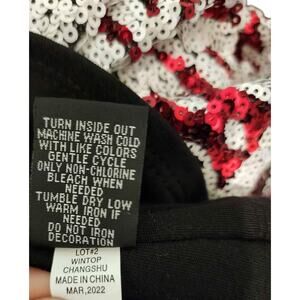 TURN INSIDE OUT
MACHINE WASH COLD
WITH LIKE COLORS
GENTLE CYCLE
ONLY NON-CHLORINE
BLEACH WHEN
NEEDED
TUMBLE DRY LOW
WARM IRON IF
NEEDED
DO NOT IRON
DECORATION
LOT#2
WINTOP
CHANGSHU
MADE IN CHINA
MAR,2022